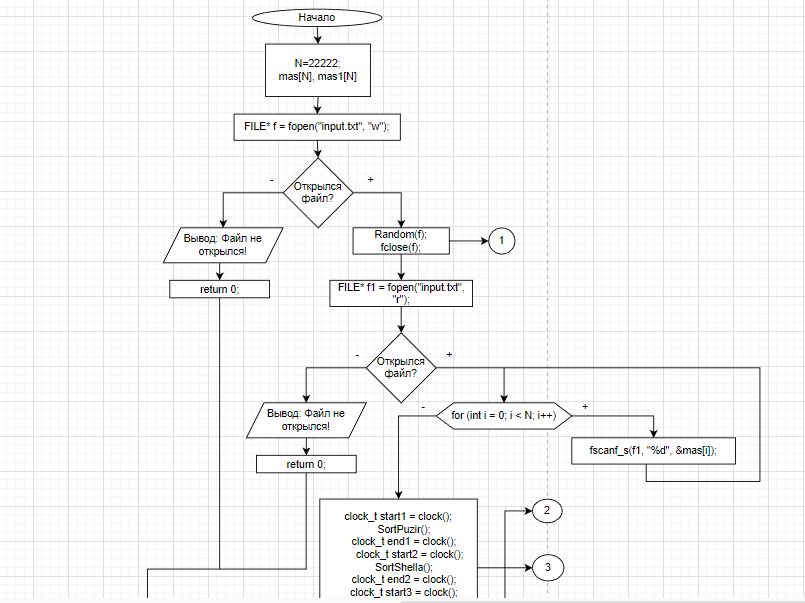 Начало
N=22222;
mas[N], mas1[N]
FILE* f = fopen("input.txt", "w");
-
+
Открылся
файл?
Вывод: Файл не
открылся!
return 0;
Random(f);
fclose(f);
1
FILE* f1 = fopen("input.txt",
"r");
-
+
Открылся
файл?
Вывод: Файл не
открылся!
return 0;
-
for (int i = 0; i < N; i++)
+
fscanf_s(f1, "%d", &mas[i]);
clock_t start1 = clock();
SortPuzir();
clock_t end1 = clock();
clock_t start2 = clock();
SortShella();
clock_t end2 = clock();
clock_t start3 = clock();
2
3